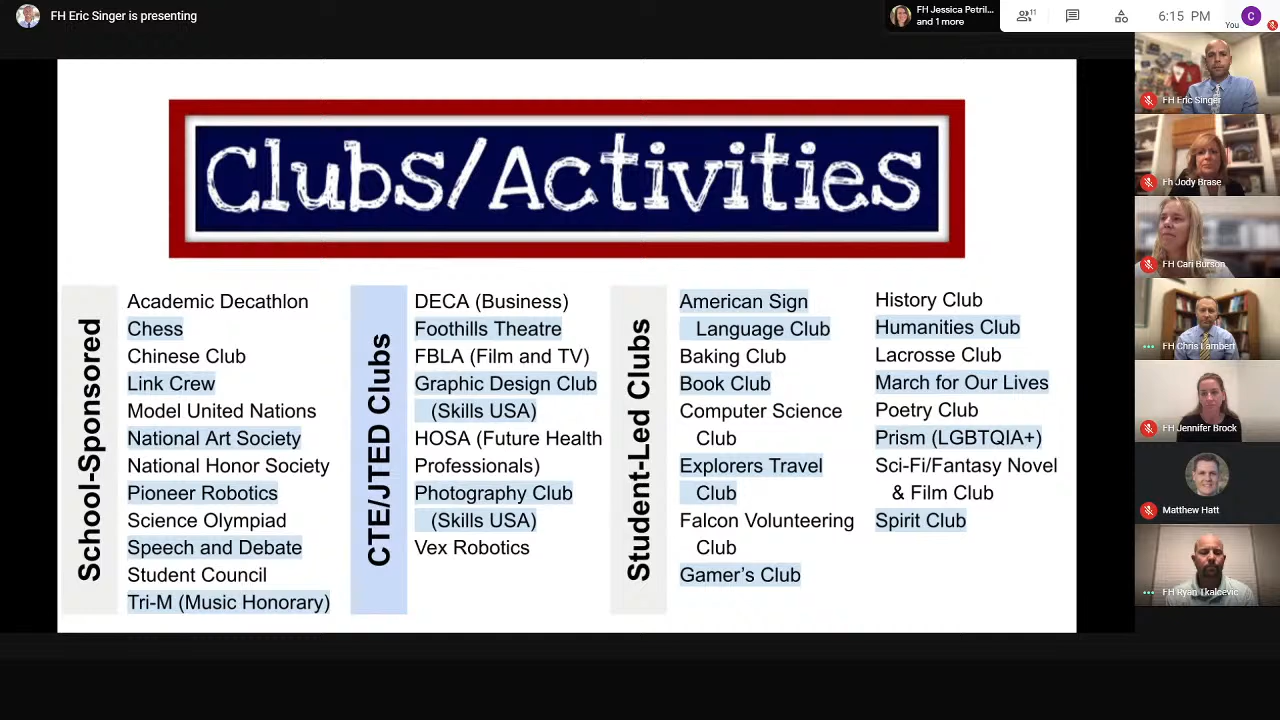 FH Eric Singer is presenting
FH Jessica Petril...
and 1 more
11
6:15 PM
You
C
Clubs/Activities
School-Sponsored
Academic Decathlon
Chess
Chinese Club
Link Crew
Model United Nations
National Art Society
National Honor Society
Pioneer Robotics
Science Olympiad
Speech and Debate
Student Council
Tri-M (Music Honorary)
CTE/JTED Clubs
DECA (Business)
Foothills Theatre
FBLA (Film and TV)
Graphic Design Club
(Skills USA)
HOSA (Future Health
Professionals)
Photography Club
(Skills USA)
Vex Robotics
Student-Led Clubs
American Sign
Language Club
Baking Club
Book Club
Computer Science
Club
Explorers Travel
Club
Falcon Volunteering
Club
Gamer's Club
History Club
Humanities Club
Lacrosse Club
March for Our Lives
Poetry Club
Prism (LGBTQIA+)
Sci-Fi/Fantasy Novel
& Film Club
Spirit Club
FH Eric Singer
Fh Jody Brase
FH Cari Burson
FH Chris Lambert
FH Jennifer Brock
Matthew Hatt
FH Ryan Tkalcevic